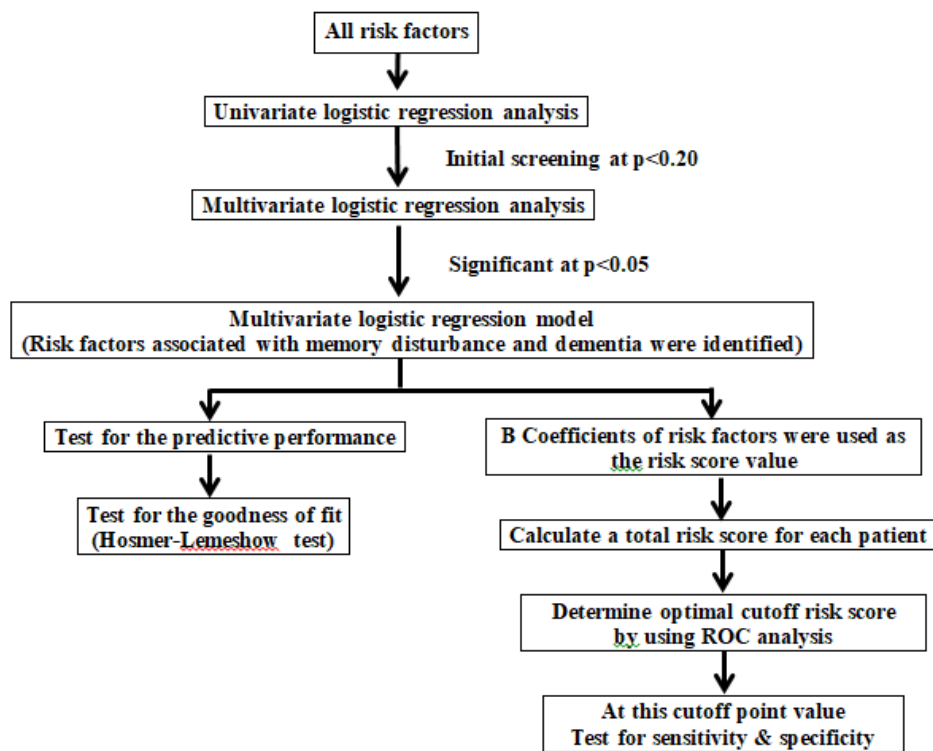 All risk factors
Univariate logistic regression analysis
Initial screening at p<0.20
Multivariate logistic regression analysis
Significant at p<0.05
Multivariate logistic regression model
(Risk factors associated with memory disturbance and dementia were identified)
Test for the predictive performance
Test for the goodness of fit
(Hosmer-Lemeshow test)
B Coefficients of risk factors were used as
the risk score value
Calculate a total risk score for each patient
Determine optimal cutoff risk score
by using ROC analysis
At this cutoff point value
Test for sensitivity & specificity